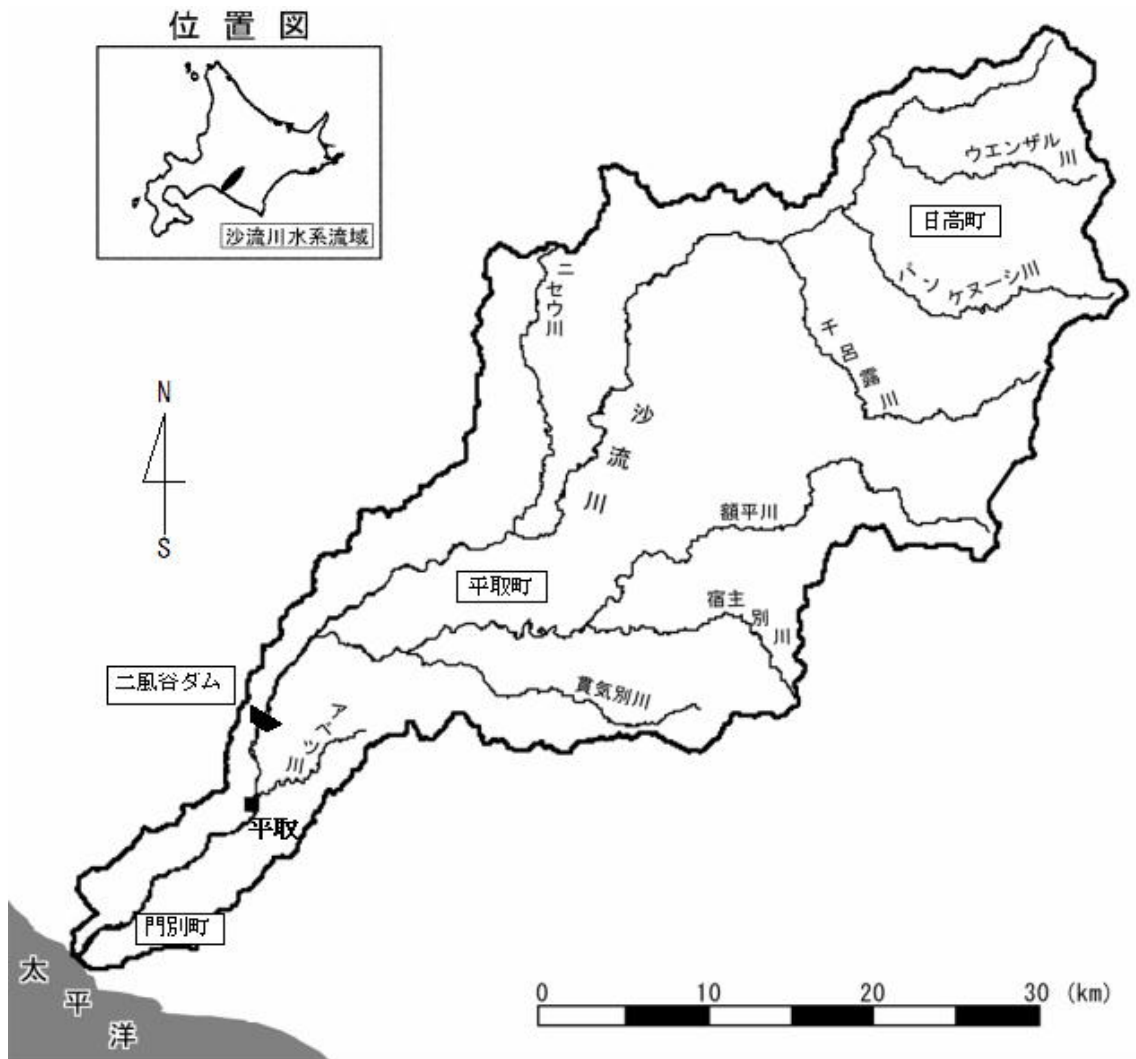 位置図
沙流川水系流域
ウエンザル川
日高町
パンケヌーシ川
ニセウ川
千呂露川
N
S
沙流川
額平川
平取町
宿主別川
二風谷ダム
貫気別川
アベツ川
平取
門別町
太平洋
0 10 20 30 (km)